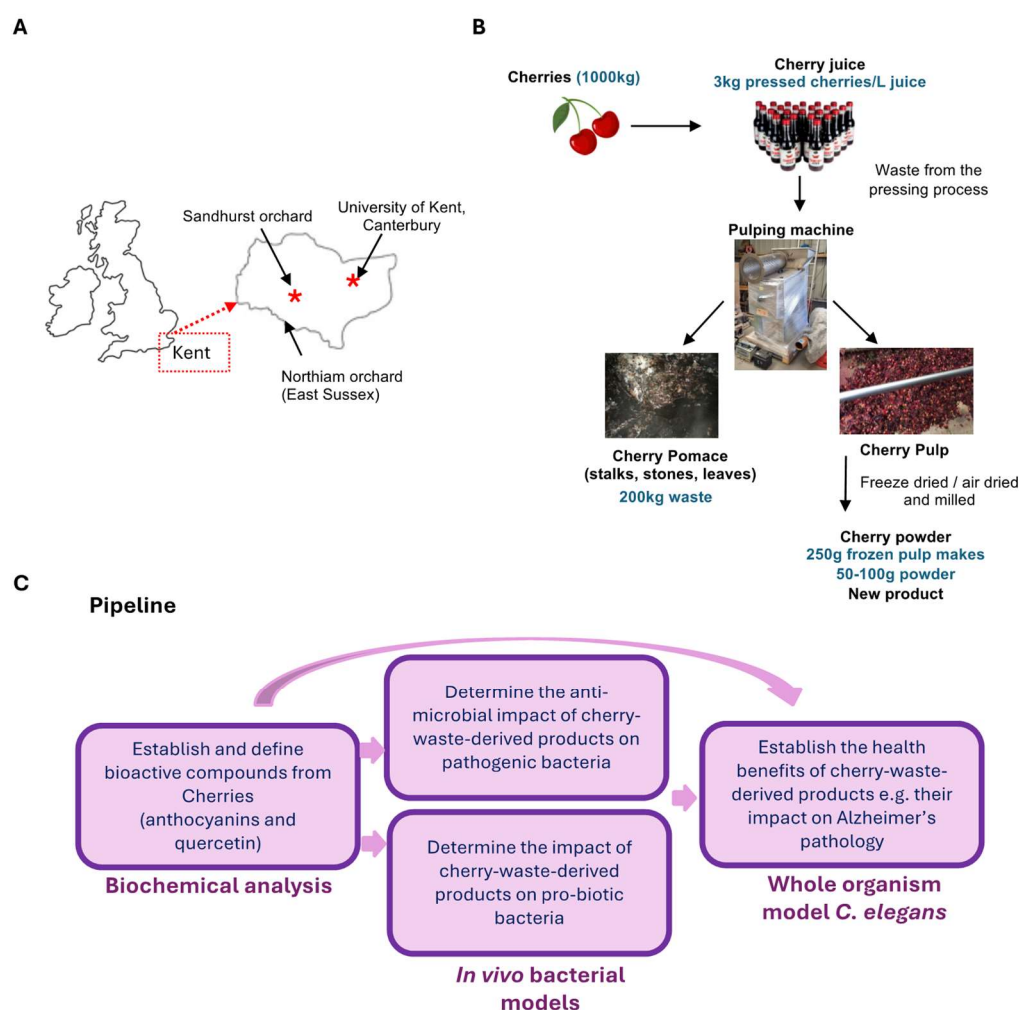 A
Sandhurst orchard
University of Kent,
Canterbury
Kent
Northiam orchard
(East Sussex)
B
Cherries (1000kg)
Cherry juice
3kg pressed cherries/L juice
Waste from the
pressing process
Pulping machine
Cherry Pomace
(stalks, stones, leaves)
200kg waste
Cherry Pulp
Freeze dried / air dried
and milled
Cherry powder
250g frozen pulp makes
50-100g powder
New product
C
Pipeline
Establish and define
bioactive compounds from
Cherries
(anthocyanins and
quercetin)
Biochemical analysis
Determine the anti-
microbial impact of cherry-
waste-derived products on
pathogenic bacteria
Determine the impact of
cherry-waste-derived
products on pro-biotic
bacteria
In vivo bacterial
models
Establish the health
benefits of cherry-waste-
derived products e.g. their
impact on Alzheimer’s
pathology
Whole organism
model C. elegans